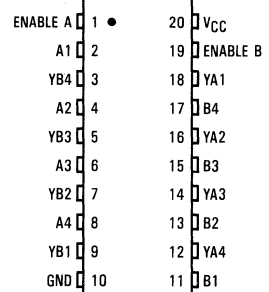 ENABLE A 1 20 VCC
A1 2 19 ENABLE B
YB4 3 18 YA1
A2 4 17 B4
YB3 5 16 YA2
A3 6 15 B3
YB2 7 14 YA3
A4 8 13 B2
YB1 9 12 YA4
GND 10 11 B1